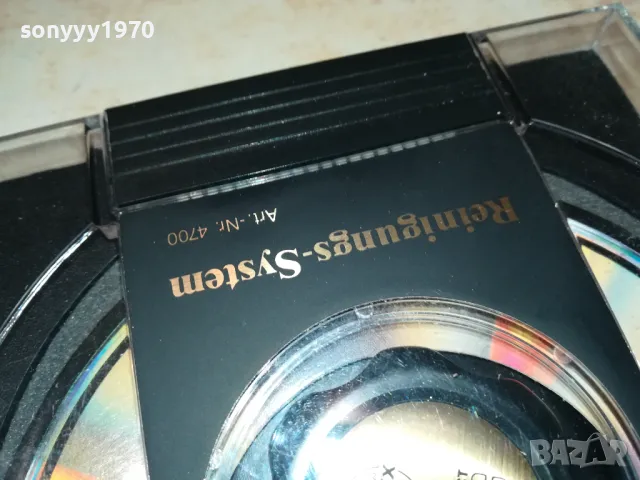 sonyyy1970
Reinigungs-System
Art.-Nr. 4700
BAZAR